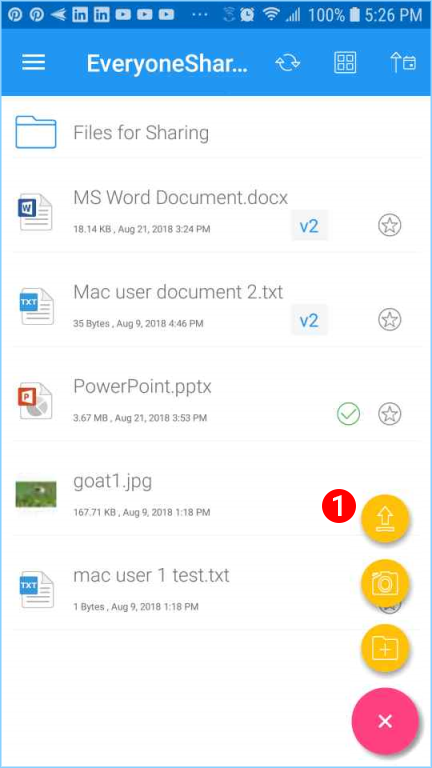 100% 5:26 PM
EveryoneShar...
Files for Sharing
MS Word Document.docx
18.14 KB , Aug 21, 2018 3:24 PM
v2
Mac user document 2.txt
TXT
35 Bytes , Aug 9, 2018 4:46 PM
v2
PowerPoint.pptx
P
3.67 MB , Aug 21, 2018 3:53 PM
goat1.jpg
167.71 KB , Aug 9, 2018 1:18 PM
1
mac user 1 test.txt
TXT
1 Bytes , Aug 9, 2018 1:18 PM